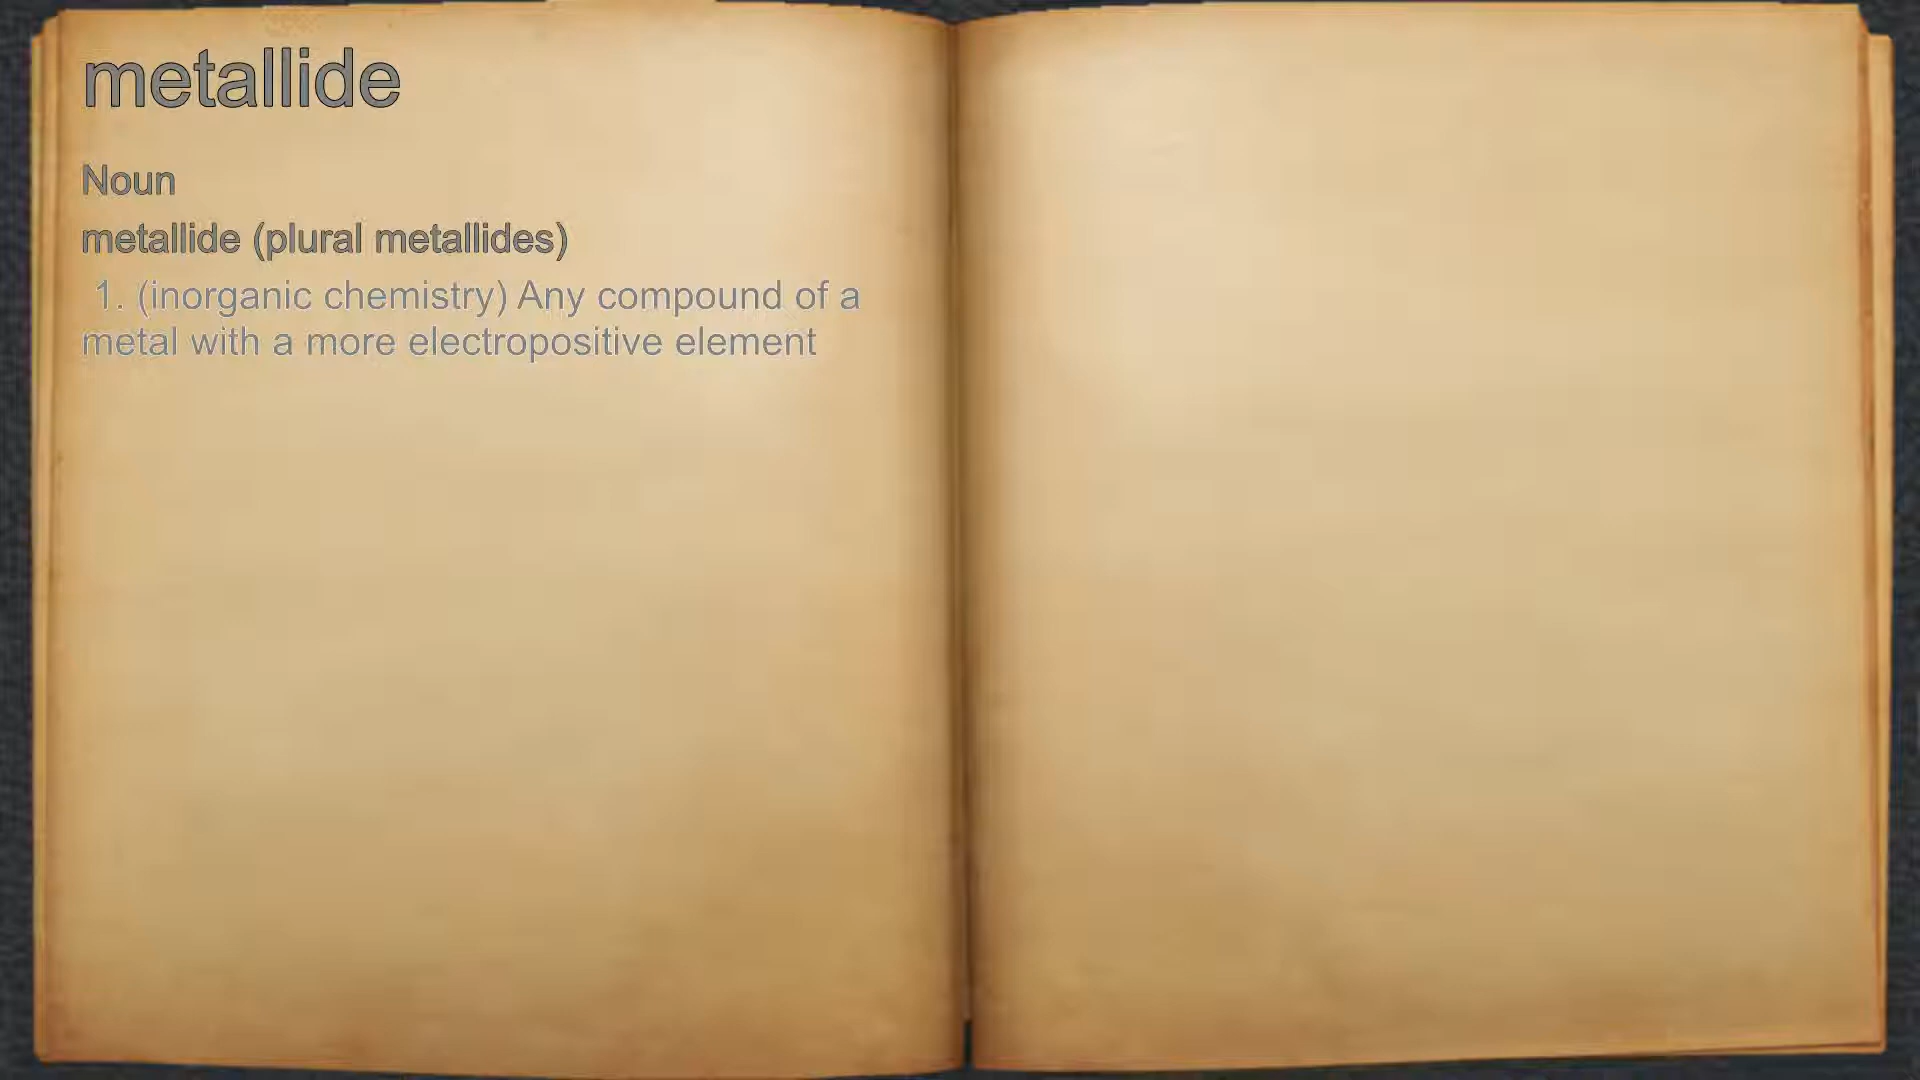 metallide
Noun
metallide (plural metallides)
1. (inorganic chemistry) Any compound of a
metal with a more electropositive element